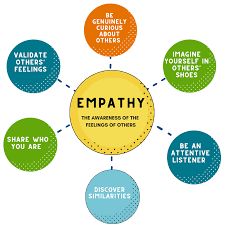 BE
GENUINELY
CURIOUS
ABOUT
OTHERS
VALIDATE
OTHERS'
FEELINGS
IMAGINE
YOURSELF IN
OTHERS'
SHOES
EMPATHY
THE AWARENESS OF THE
FEELINGS OF OTHERS
SHARE WHO
YOU ARE
BE AN
ATTENTIVE
LISTENER
DISCOVER
SIMILARITIES